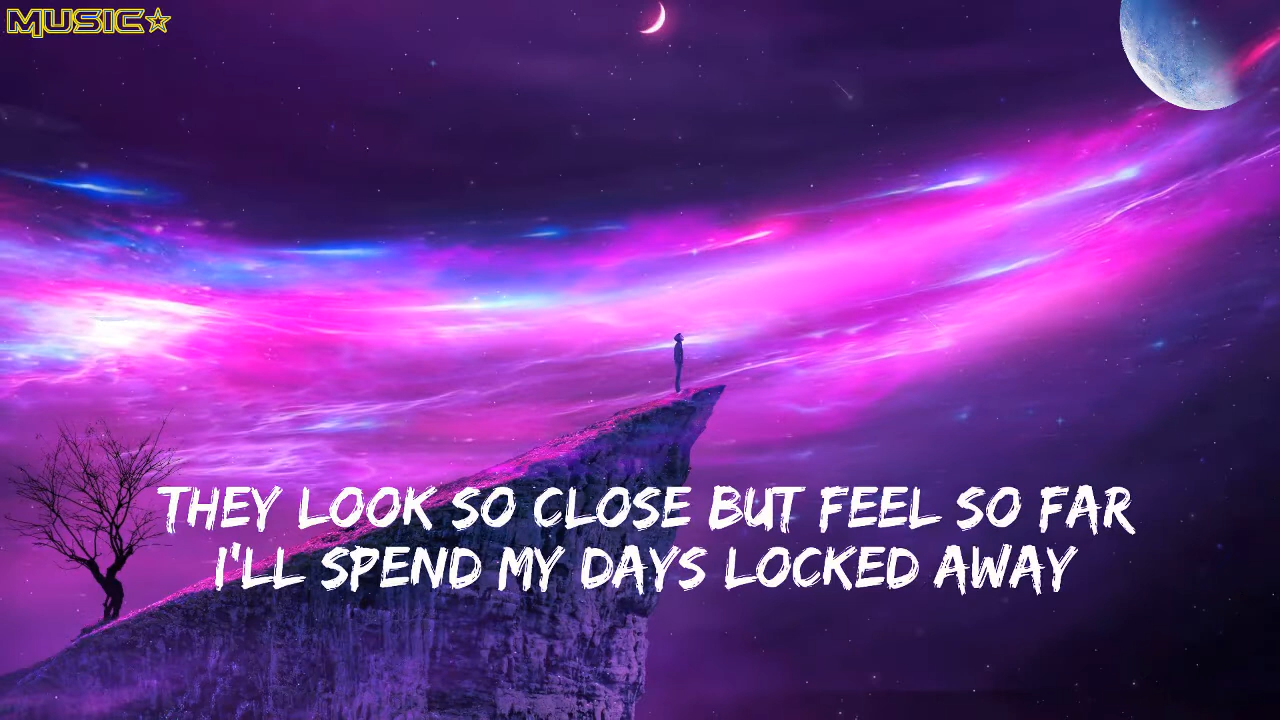 MUSIC☆
THEY LOOK SO CLOSE BUT FEEL SO FAR
I'LL SPEND MY DAYS LOCKED AWAY